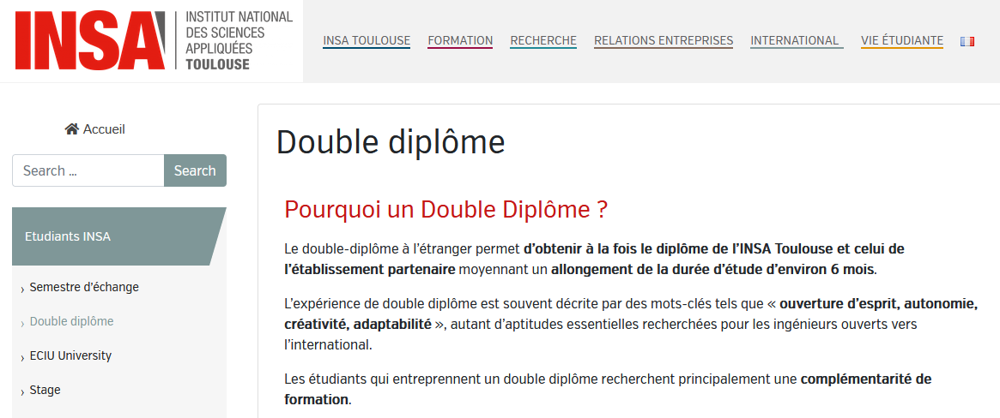 INSA
INSTITUT NATIONAL
DES SCIENCES
APPLIQUÉES
TOULOUSE
INSA TOULOUSE FORMATION RECHERCHE RELATIONS ENTREPRISES INTERNATIONAL VIE ÉTUDIANTE
Accueil
Search ... Search
Etudiants INSA
› Semestre d'échange
› Double diplôme
› ECIU University
› Stage
Double diplôme
Pourquoi un Double Diplôme ?
Le double-diplôme à l’étranger permet d’obtenir à la fois le diplôme de l’INSA Toulouse et celui de
l’établissement partenaire moyennant un allongement de la durée d’étude d’environ 6 mois.
L’expérience de double diplôme est souvent décrite par des mots-clés tels que « ouverture d’esprit, autonomie,
créativité, adaptabilité », autant d’aptitudes essentielles recherchées pour les ingénieurs ouverts vers
l’international.
Les étudiants qui entreprennent un double diplôme recherchent principalement une complémentarité de
formation.